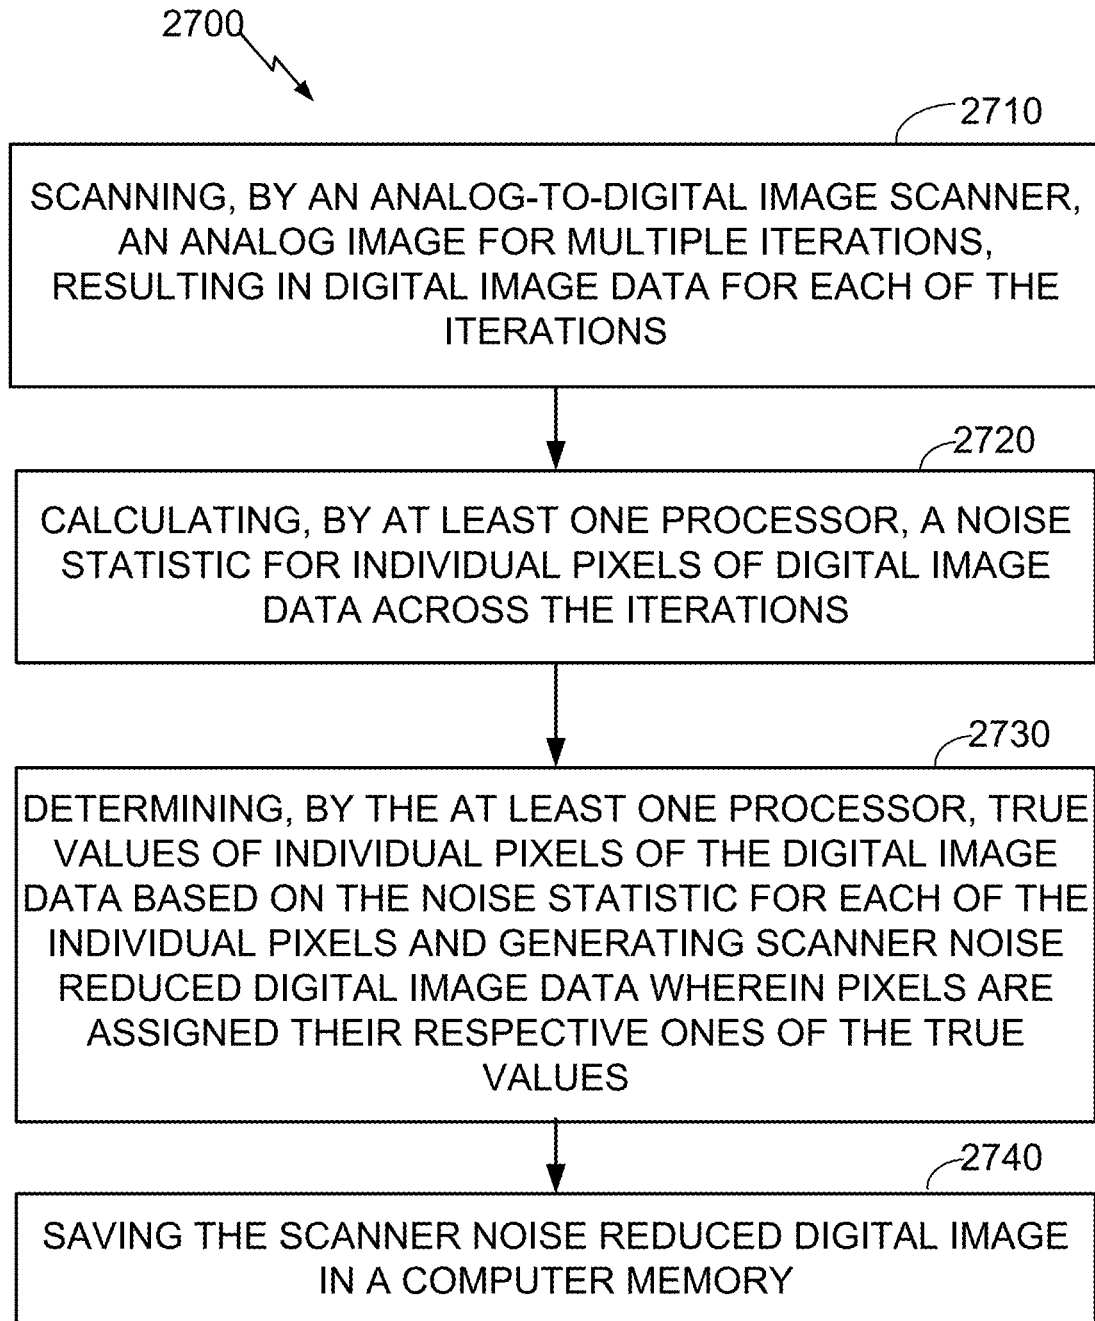 2700
2710
SCANNING, BY AN ANALOG-TO-DIGITAL IMAGE SCANNER,
AN ANALOG IMAGE FOR MULTIPLE ITERATIONS,
RESULTING IN DIGITAL IMAGE DATA FOR EACH OF THE
ITERATIONS
2720
CALCULATING, BY AT LEAST ONE PROCESSOR, A NOISE
STATISTIC FOR INDIVIDUAL PIXELS OF DIGITAL IMAGE
DATA ACROSS THE ITERATIONS
2730
DETERMINING, BY THE AT LEAST ONE PROCESSOR, TRUE
VALUES OF INDIVIDUAL PIXELS OF THE DIGITAL IMAGE
DATA BASED ON THE NOISE STATISTIC FOR EACH OF THE
INDIVIDUAL PIXELS AND GENERATING SCANNER NOISE
REDUCED DIGITAL IMAGE DATA WHEREIN PIXELS ARE
ASSIGNED THEIR RESPECTIVE ONES OF THE TRUE
VALUES
2740
SAVING THE SCANNER NOISE REDUCED DIGITAL IMAGE
IN A COMPUTER MEMORY